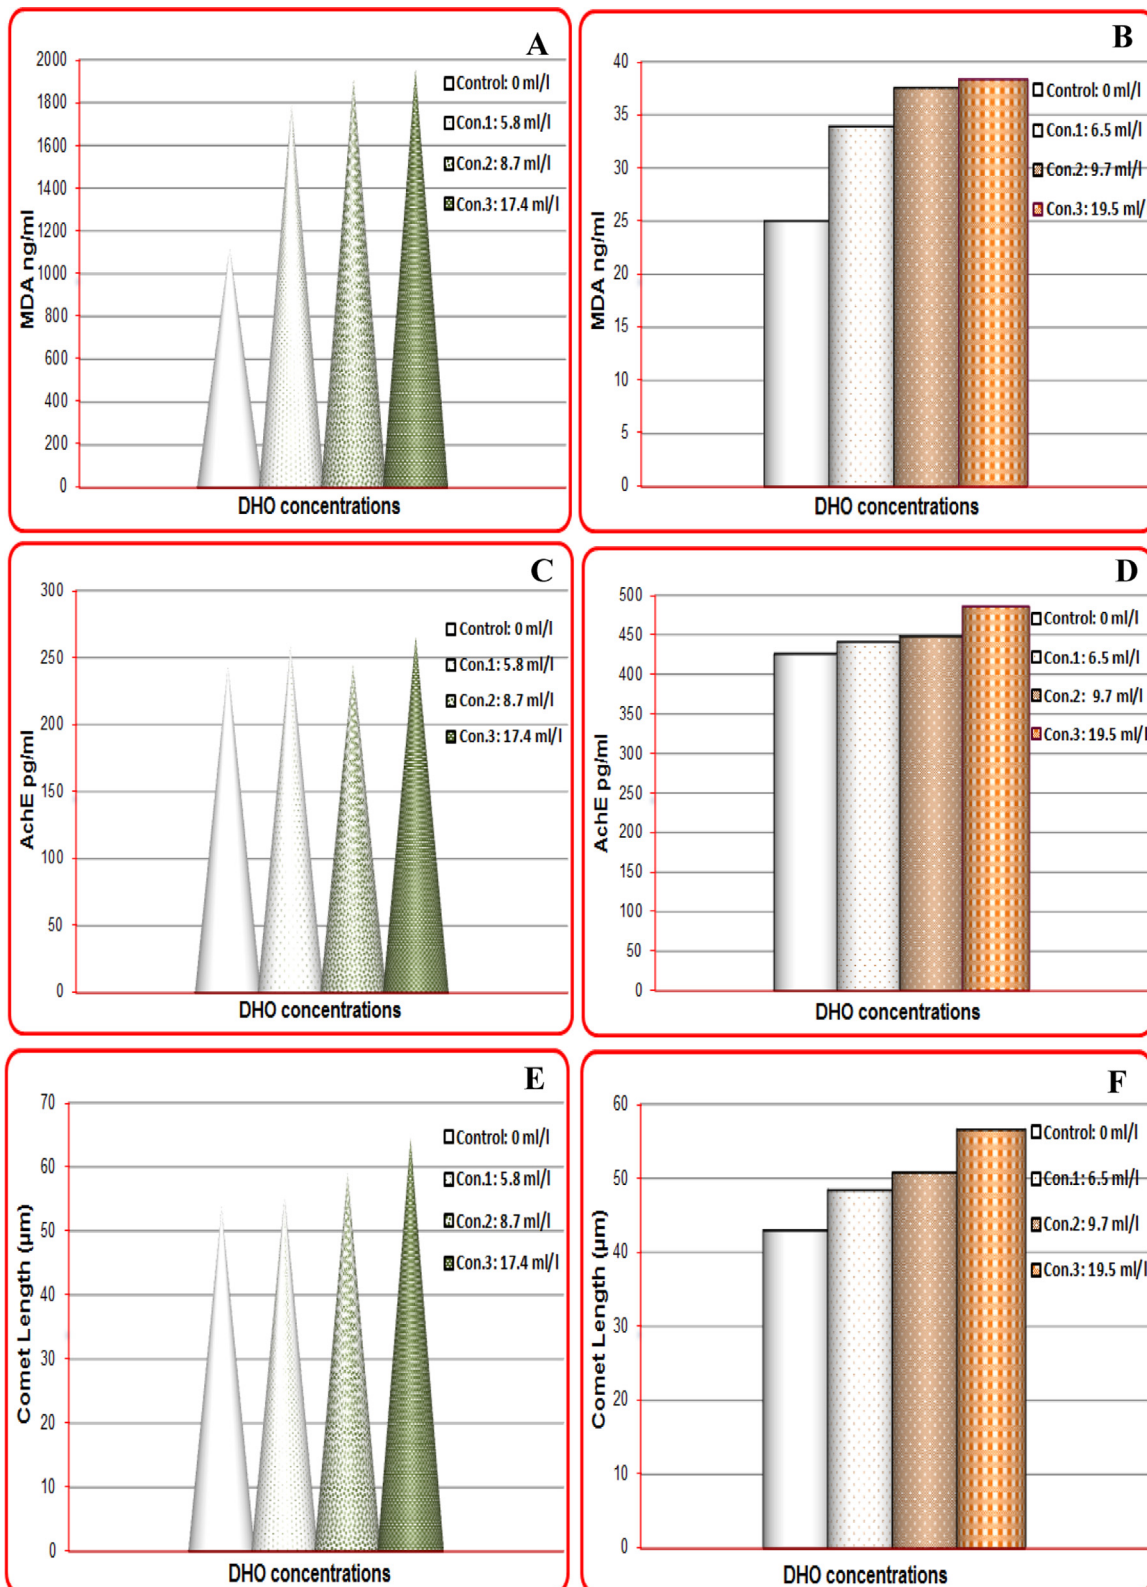 A
2000
1800
1600
1400
1200
1000
800
600
400
200
0
MDA ng/ml
DHO concentrations
Control: 0 ml/l
Con.1: 5.8 ml/l
Con.2: 8.7 ml/l
Con.3: 17.4 ml/l
B
40
35
30
25
20
15
10
5
0
MDA ng/ml
DHO concentrations
Control: 0 ml/l
Con.1: 6.5 ml/l
Con.2: 9.7 ml/l
Con.3: 19.5 ml/
C
300
250
200
150
100
50
0
AchE pg/ml
DHO concentrations
Control: 0 ml/l
Con.1: 5.8 ml/l
Con.2: 8.7 ml/l
Con.3: 17.4 ml/l
D
500
450
400
350
300
250
200
150
100
50
0
AchE pg/ml
DHO concentrations
Control: 0 ml/l
Con.1: 6.5 ml/l
Con.2: 9.7 ml/l
Con.3: 19.5 ml/l
E
70
60
50
40
30
20
10
0
Comet Length (μm)
DHO concentrations
Control: 0 ml/l
Con.1: 5.8 ml/l
Con.2: 8.7 ml/l
Con.3: 17.4 ml/l
F
60
50
40
30
20
10
0
Comet Length (μm)
DHO concentrations
Control: 0 ml/l
Con.1: 6.5 ml/l
Con.2: 9.7 ml/l
Con.3: 19.5 ml/l